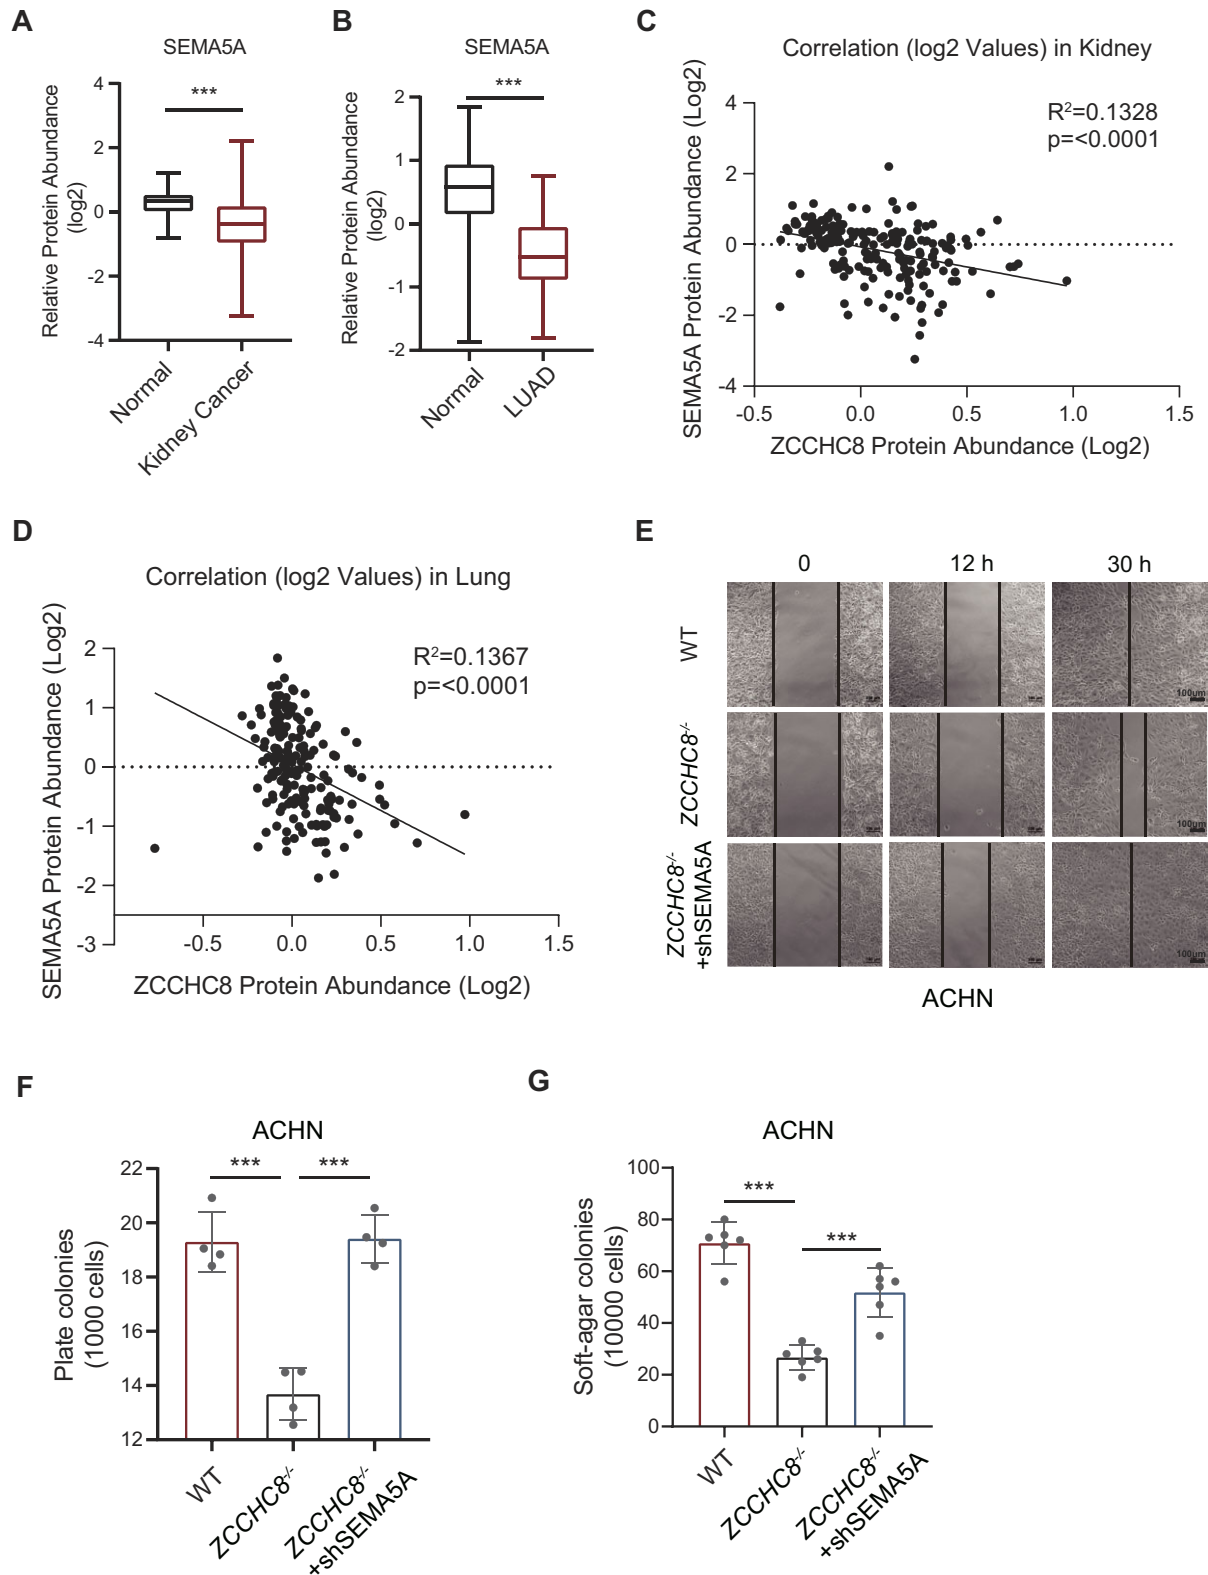 A
SEMA5A
***
Relative Protein Abundance
(log2)
4
2
0
-2
-4
Normal
Kidney Cancer
B
SEMA5A
***
Relative Protein Abundance
(log2)
2
1
0
-1
-2
Normal
LUAD
C
Correlation (log2 Values) in Kidney
R²=0.1328
p=<0.0001
SEMA5A Protein Abundance (Log2)
4
2
0
-2
-4
-0.5 0.0 0.5 1.0 1.5
ZCCHC8 Protein Abundance (Log2)
D
Correlation (log2 Values) in Lung
R²=0.1367
p=<0.0001
SEMA5A Protein Abundance (Log2)
2
1
0
-1
-2
-3
-0.5 0.0 0.5 1.0 1.5
ZCCHC8 Protein Abundance (Log2)
E
0 12 h 30 h
WT
100um
ZCCHC8-/-
100um
ZCCHC8-/-
+shSEMA5A
100um
ACHN
F
ACHN
*** ***
Plate colonies
(1000 cells)
22
20
18
16
14
12
WT
ZCCHC8-/-
ZCCHC8-/-
+shSEMA5A
G
ACHN
***
***
Soft-agar colonies
(10000 cells)
100
80
60
40
20
0
WT
ZCCHC8-/-
ZCCHC8-/-
+shSEMA5A